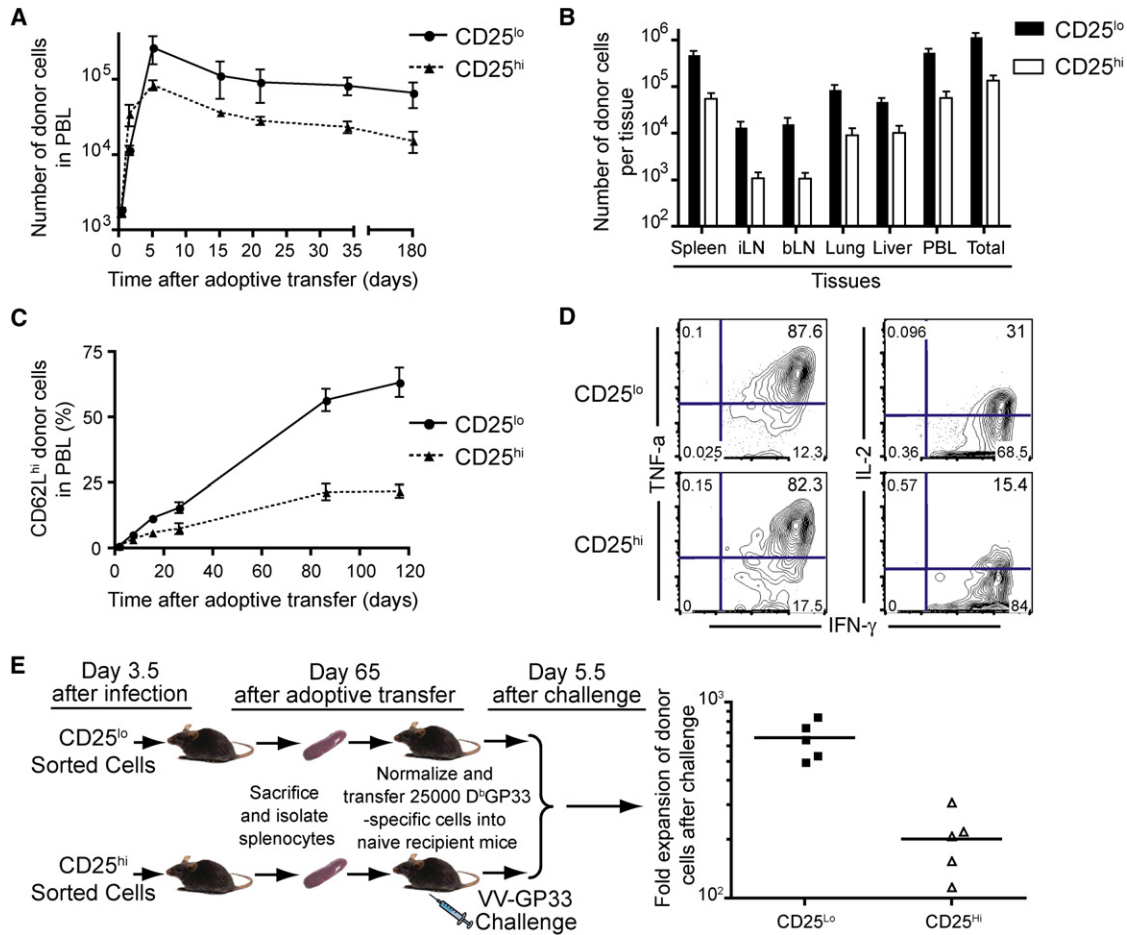 A
Number of donor cells
in PBL
10⁵
10⁴
10³
0 5 10 15 20 25 30 35 180
Time after adoptive transfer (days)
CD25ˡᵒ
CD25ʰⁱ
B
Number of donor cells
per tissue
10⁶
10⁵
10⁴
10³
10²
Spleen iLN bLN Lung Liver PBL Total
Tissues
CD25ˡᵒ
CD25ʰⁱ
C
CD62Lʰⁱ donor cells
in PBL (%)
75
50
25
0
0 20 40 60 80 100 120
Time after adoptive transfer (days)
CD25ˡᵒ
CD25ʰⁱ
D
CD25ˡᵒ
CD25ʰⁱ
TNF-a
IL-2
0.1 87.6
0.025 12.3
0.096 31
0.36 68.5
0.15 82.3
0 17.5
0.57 15.4
0 84
IFN-γ
E
Day 3.5
after infection
Day 65
after adoptive transfer
Day 5.5
after challenge
CD25ˡᵒ
Sorted Cells
CD25ʰⁱ
Sorted Cells
Sacrifice
and isolate
splenocytes
Normalize and
transfer 25000 DᵇGP33
-specific cells into
naive recipient mice
VV-GP33
Challenge
Fold expansion of donor
cells after challenge
10³
10²
CD25ᴸᵒ CD25ᴴⁱ